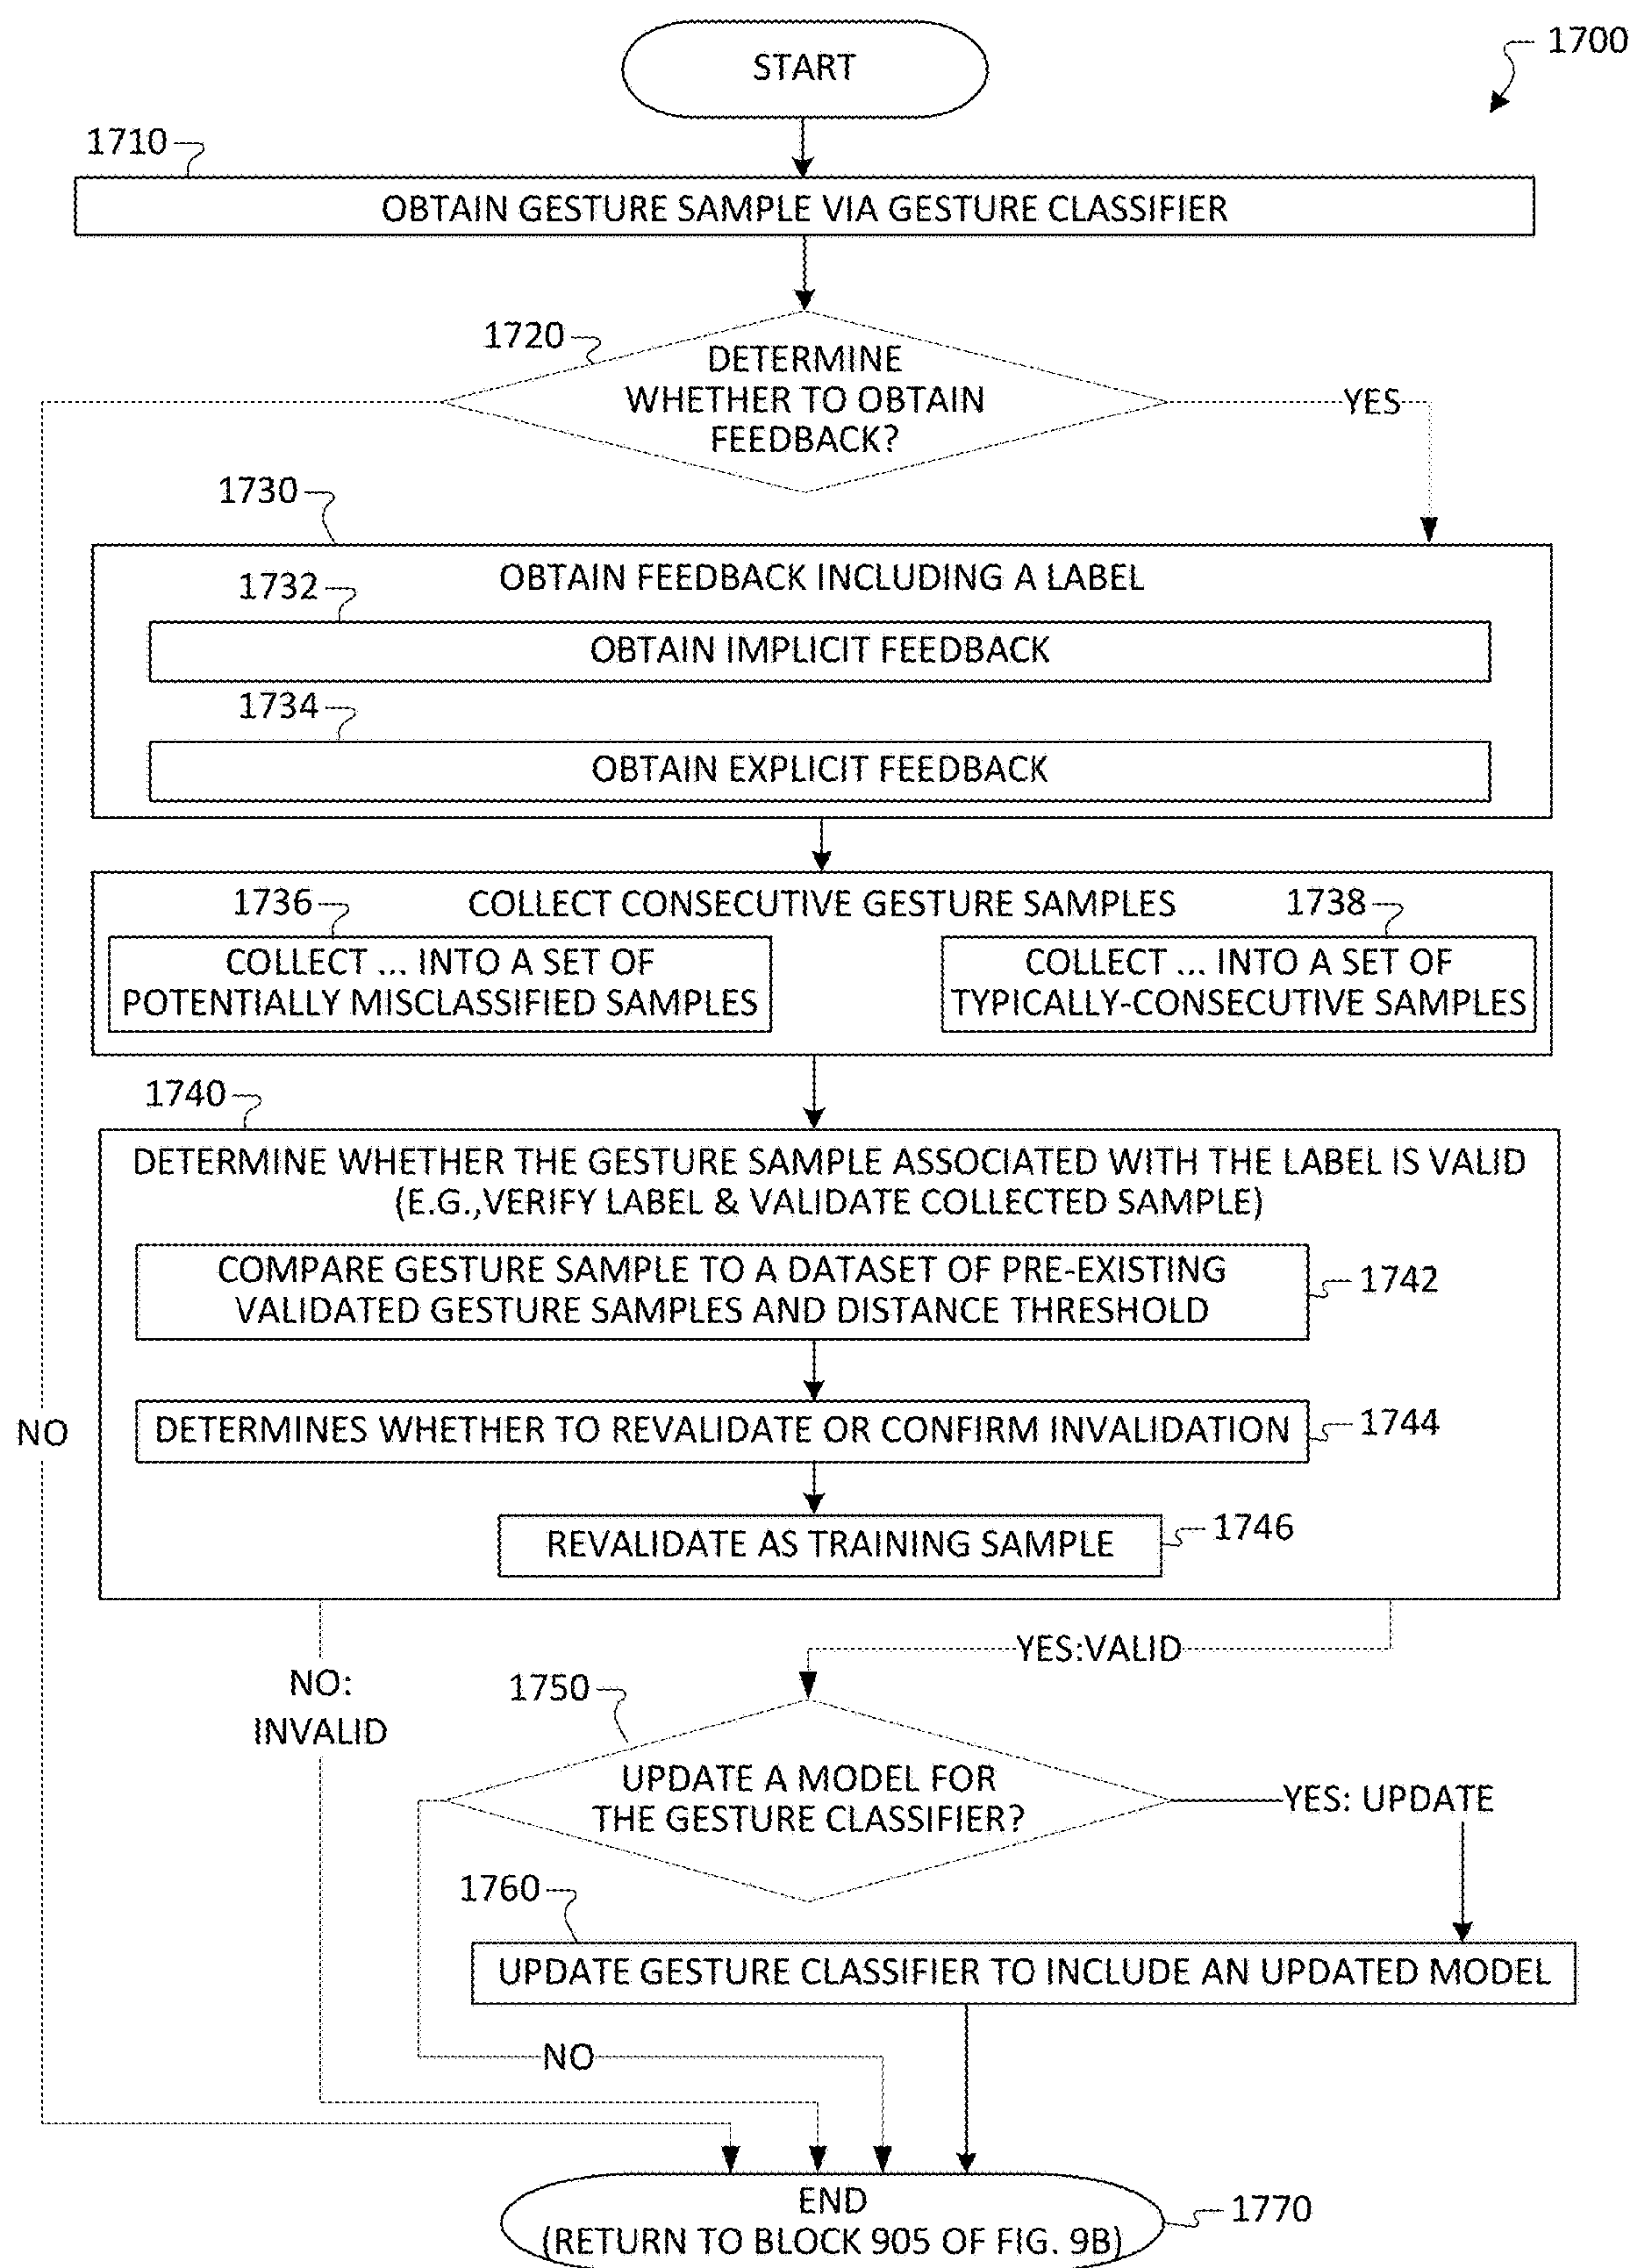 START
1700
1710
OBTAIN GESTURE SAMPLE VIA GESTURE CLASSIFIER
1720
DETERMINE
WHETHER TO OBTAIN
FEEDBACK?
YES
1730
OBTAIN FEEDBACK INCLUDING A LABEL
1732
OBTAIN IMPLICIT FEEDBACK
1734
OBTAIN EXPLICIT FEEDBACK
COLLECT CONSECUTIVE GESTURE SAMPLES
1736
COLLECT ... INTO A SET OF
POTENTIALLY MISCLASSIFIED SAMPLES
1738
COLLECT ... INTO A SET OF
TYPICALLY-CONSECUTIVE SAMPLES
1740
DETERMINE WHETHER THE GESTURE SAMPLE ASSOCIATED WITH THE LABEL IS VALID
(E.G.,VERIFY LABEL & VALIDATE COLLECTED SAMPLE)
COMPARE GESTURE SAMPLE TO A DATASET OF PRE-EXISTING
VALIDATED GESTURE SAMPLES AND DISTANCE THRESHOLD
1742
NO
DETERMINES WHETHER TO REVALIDATE OR CONFIRM INVALIDATION
1744
REVALIDATE AS TRAINING SAMPLE
1746
YES:VALID
NO:
INVALID
1750
UPDATE A MODEL FOR
THE GESTURE CLASSIFIER?
YES: UPDATE
1760
UPDATE GESTURE CLASSIFIER TO INCLUDE AN UPDATED MODEL
NO
END
(RETURN TO BLOCK 905 OF FIG. 9B)
1770